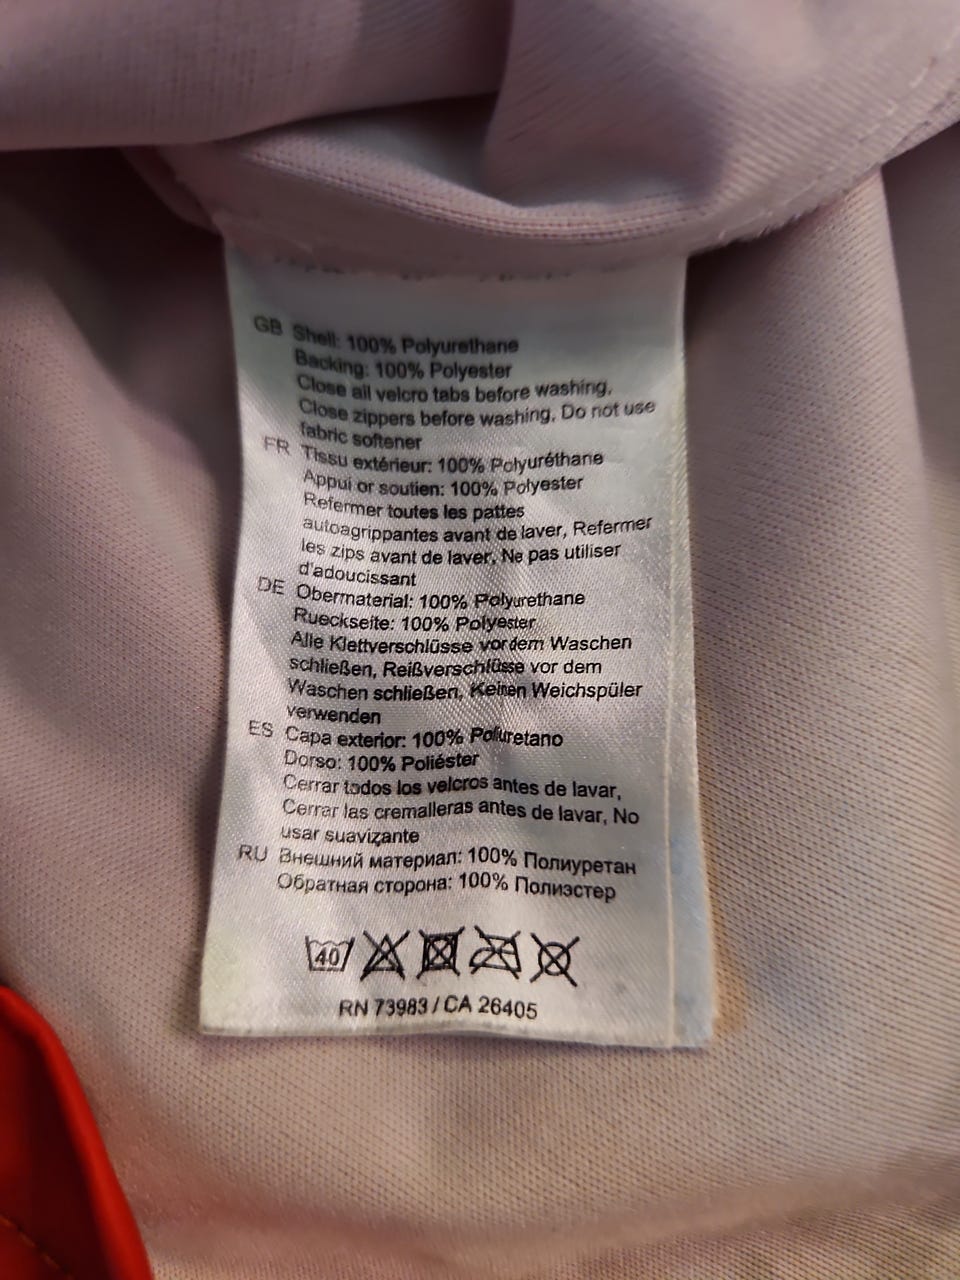 GB Shell: 100% Polyurethane
Backing: 100% Polyester
Close all velcro tabs before washing,
Close zippers before washing, Do not use
fabric softener
FR Tissu extérieur: 100% Polyuréthane
Appui or soutien: 100% Polyester
Refermer toutes les pattes
autoagrippantes avant de laver, Refermer
les zips avant de laver, Ne pas utiliser
d'adoucissant
DE Obermaterial: 100% Polyurethane
Rueckseite: 100% Polyester
Alle Klettverschlüsse vor dem Waschen
schließen, Reißverschlüsse vor dem
Waschen schließen, Keinen Weichspüler
verwenden
ES Capa exterior: 100% Poliuretano
Dorso: 100% Poliéster
Cerrar todos los velcros antes de lavar,
Cerrar las cremalleras antes de lavar, No
usar suavizante
RU Внешний материал: 100% Полиуретан
Обратная сторона: 100% Полиэстер
40
RN 73983 / CA 26405